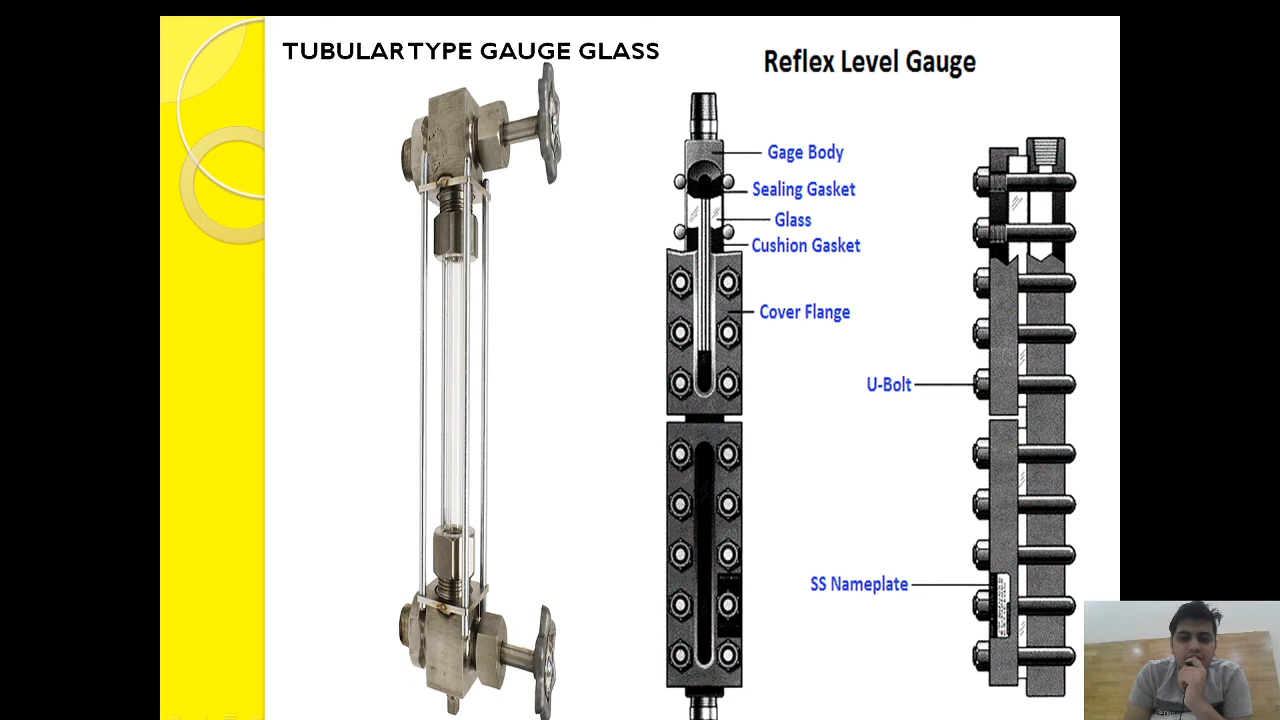 TUBULAR TYPE GAUGE GLASS
Reflex Level Gauge
Gage Body
Sealing Gasket
Glass
Cushion Gasket
Cover Flange
U-Bolt
SS Nameplate